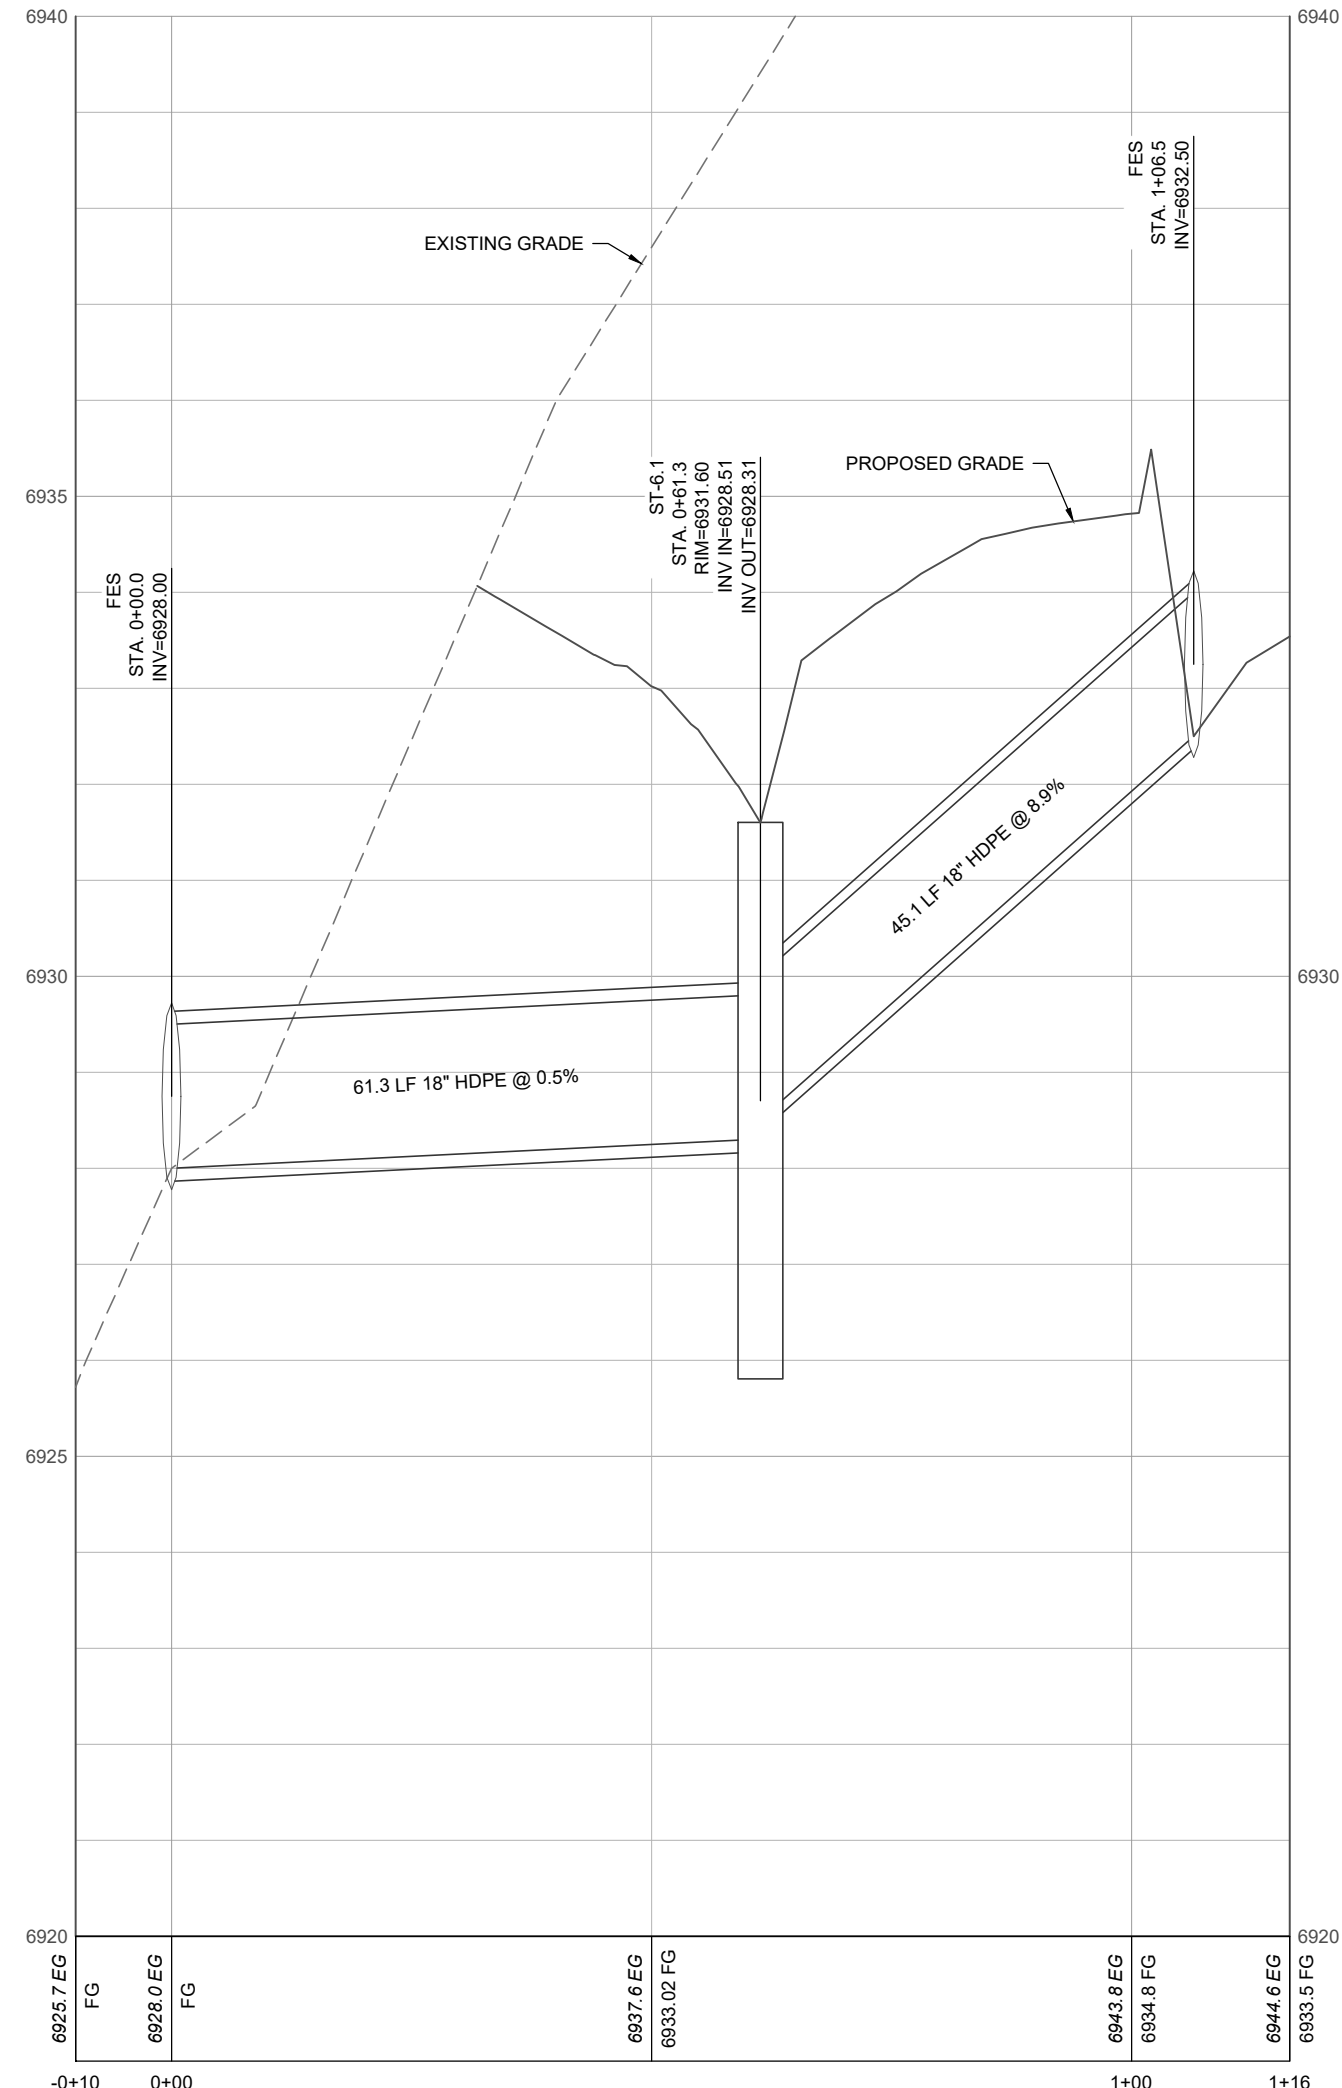 6940
6940
FES
STA. 1+06.5
INV=6932.50
EXISTING GRADE
ST-6.1
STA. 0+61.3
RIM=6931.60
INV IN=6928.51
INV OUT=6928.31
PROPOSED GRADE
6935
FES
STA. 0+00.0
INV=6928.00
45.1 LF 18" HDPE @ 8.9%
6930
6930
61.3 LF 18" HDPE @ 0.5%
6925
6920
6920
6925.7 EG
FG
6928.0 EG
FG
6937.6 EG
6933.02 FG
6943.8 EG
6934.8 FG
6944.6 EG
6933.5 FG
-0+10
0+00
1+00
1+16